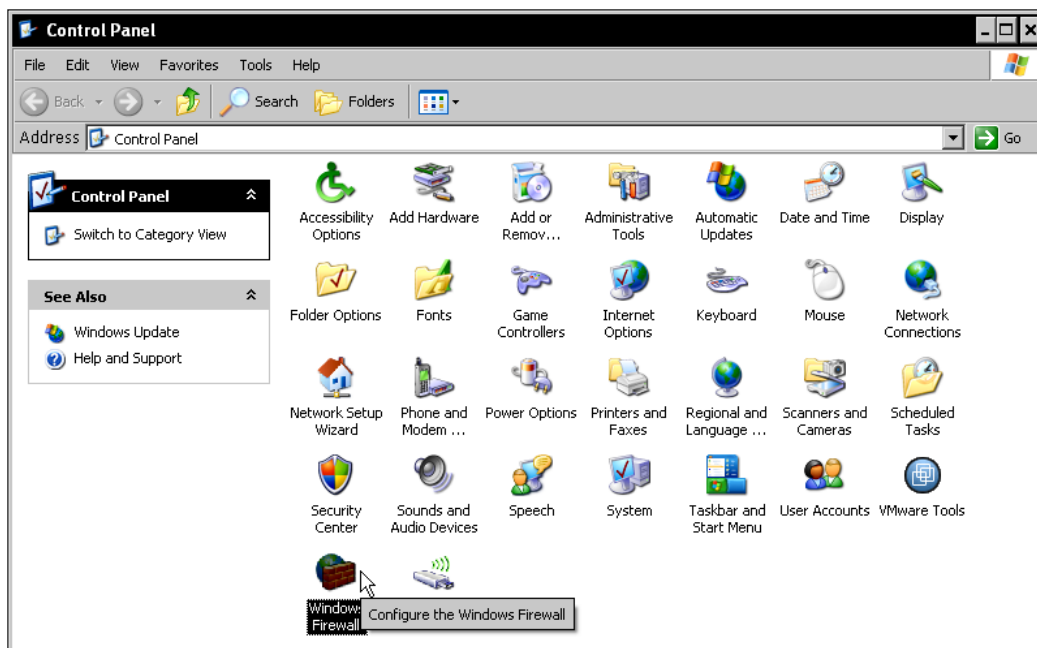 Control Panel
File Edit View Favorites Tools Help
Back Search Folders
Address Control Panel Go
Control Panel
Switch to Category View
See Also
Windows Update
Help and Support
Accessibility Options
Add Hardware
Add or Remov...
Administrative Tools
Automatic Updates
Date and Time
Display
Folder Options
Fonts
Game Controllers
Internet Options
Keyboard
Mouse
Network Connections
Network Setup Wizard
Phone and Modem ...
Power Options
Printers and Faxes
Regional and Language ...
Scanners and Cameras
Scheduled Tasks
Security Center
Sounds and Audio Devices
Speech
System
Taskbar and Start Menu
User Accounts
VMware Tools
Windows Firewall
Configure the Windows Firewall